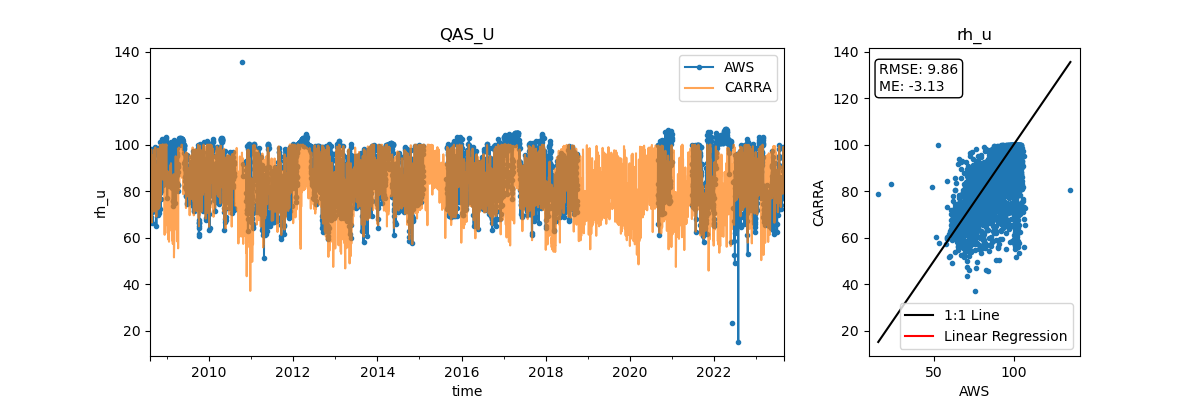 QAS_U
rh_u
140
120
100
80
60
40
20
rh_u
AWS
CARRA
2010
2012
2014
2016
2018
2020
2022
time
140
120
100
80
60
40
20
CARRA
RMSE: 9.86
ME: -3.13
1:1 Line
Linear Regression
50
100
AWS